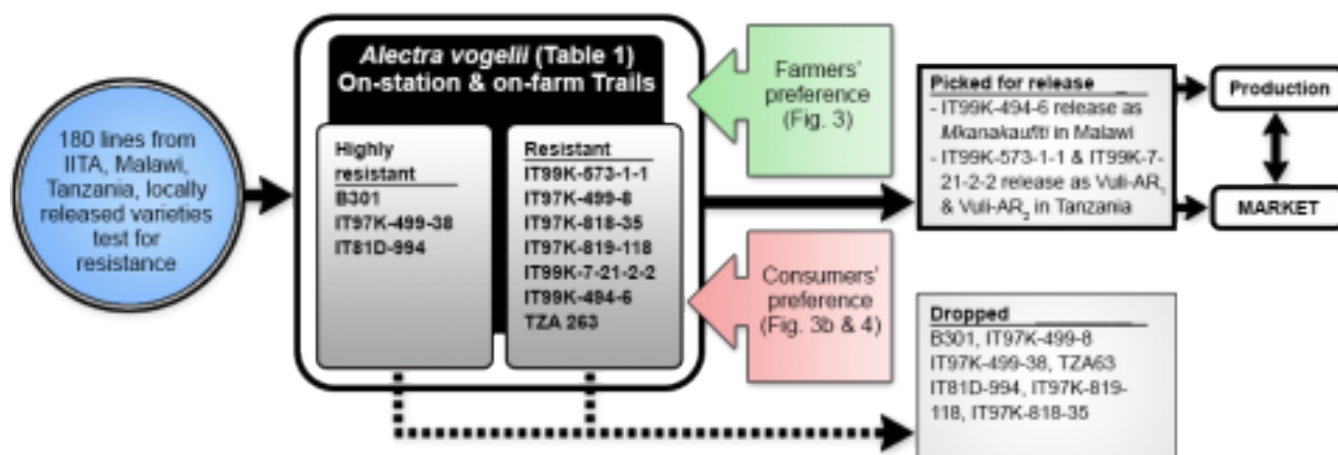 180 lines from
IITA, Malawi,
Tanzania, locally
released varieties
test for
resistance
Alectra vogelii (Table 1)
On-station & on-farm Trails
Highly
resistant
B301
IT97K-499-38
IT81D-994
Resistant
IT99K-573-1-1
IT97K-499-8
IT97K-818-35
IT97K-819-118
IT99K-7-21-2-2
IT99K-494-6
TZA 263
Farmers'
preference
(Fig. 3)
Consumers'
preference
(Fig. 3b & 4)
Picked for release
- IT99K-494-6 release as
Mkanakaufiti in Malawi
- IT99K-573-1-1 & IT99K-7-
21-2-2 release as Vuli-AR₁
& Vuli-AR₂ in Tanzania
Production
MARKET
Dropped
B301, IT97K-499-8
IT97K-499-38, TZA63
IT81D-994, IT97K-819-
118, IT97K-818-35